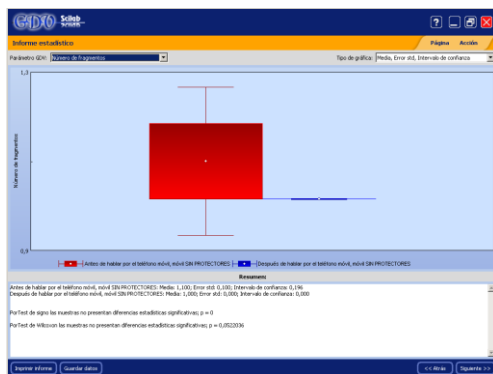 GDV Scilab
?
Informe estadístico
Página Acción
Parámetro GDV: Número de fragmentos
Tipo de gráfica: Media, Error std, Intervalo de confianza
1,3
Número de fragmentos
0,9
Antes de hablar por el teléfono móvil, móvil SIN PROTECTORES
Después de hablar por el teléfono móvil, móvil SIN PROTECTORES
Resumen:
Antes de hablar por el teléfono móvil, móvil SIN PROTECTORES: Media: 1,100; Error std: 0,100; Intervalo de confianza: 0,196
Después de hablar por el teléfono móvil, móvil SIN PROTECTORES: Media: 1,000; Error std: 0,000; Intervalo de confianza: 0,000
PorTest de signo las muestras no presentan diferencias estadísticas significativas; p = 0
PorTest de Wilcoxon las muestras no presentan diferencias estadísticas significativas; p = 0,0522036
Imprimir informe
Guardar datos
<< Atrás
Siguiente >>